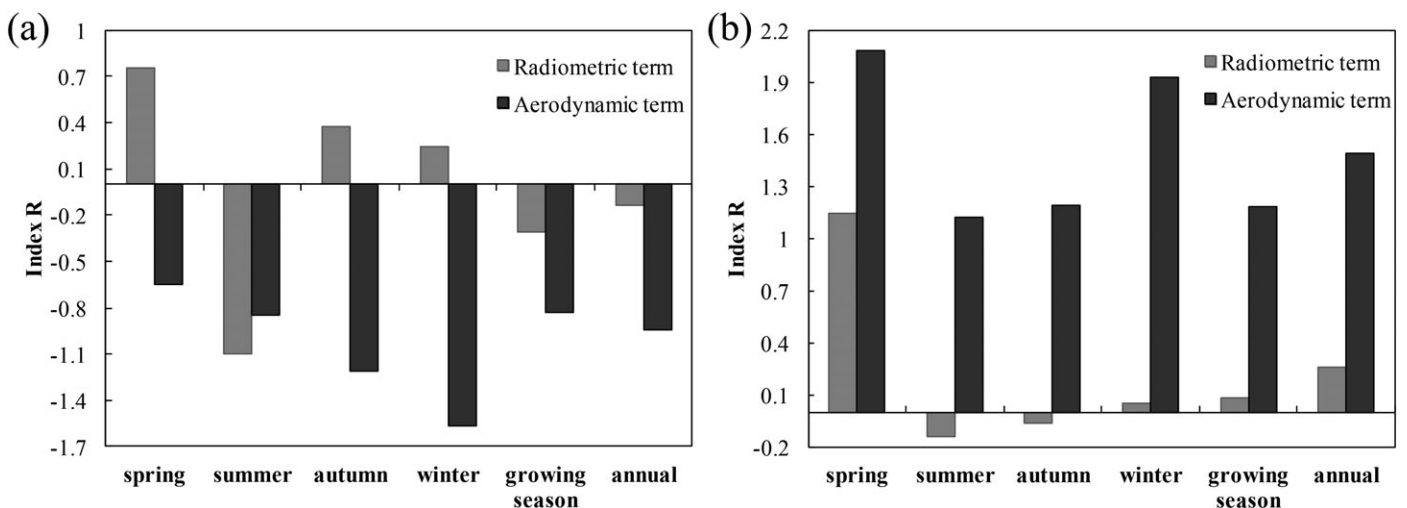 (a)
1
0.7
0.4
0.1
-0.2
-0.5
-0.8
-1.1
-1.4
-1.7
Index R
Radiometric term
Aerodynamic term
spring summer autumn winter growing season annual
(b)
2.2
1.9
1.6
1.3
1
0.7
0.4
0.1
-0.2
Index R
Radiometric term
Aerodynamic term
spring summer autumn winter growing season annual